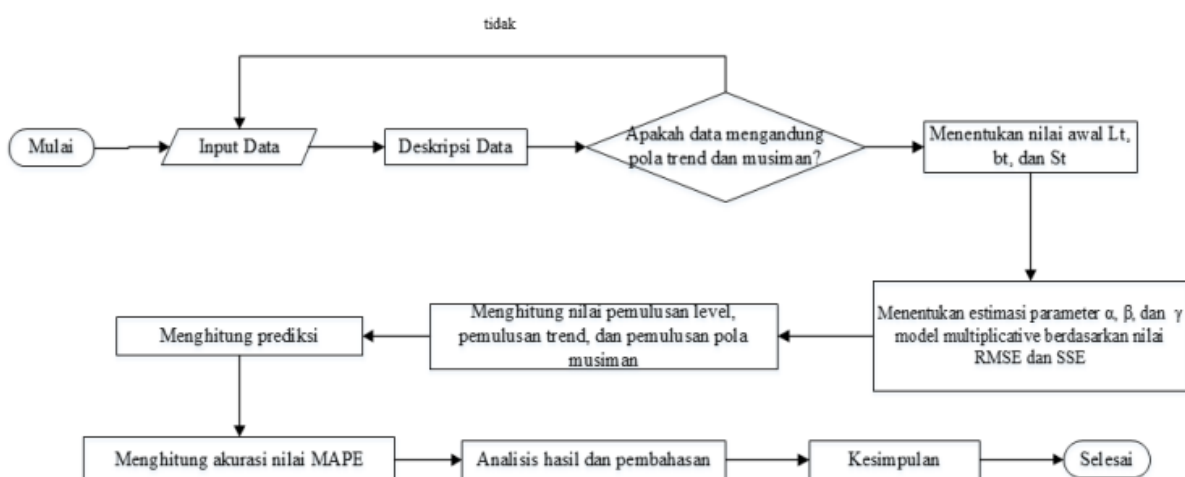 tidak
Mulai
Input Data
Deskripsi Data
Apakah data mengandung
pola trend dan musiman?
Menentukan nilai awal Lt,
bt, dan St
Menentukan estimasi parameter α, β, dan γ
model multiplicative berdasarkan nilai
RMSE dan SSE
Menghitung nilai pemulusan level,
pemulusan trend, dan pemulusan pola
musiman
Menghitung prediksi
Menghitung akurasi nilai MAPE
Analisis hasil dan pembahasan
Kesimpulan
Selesai